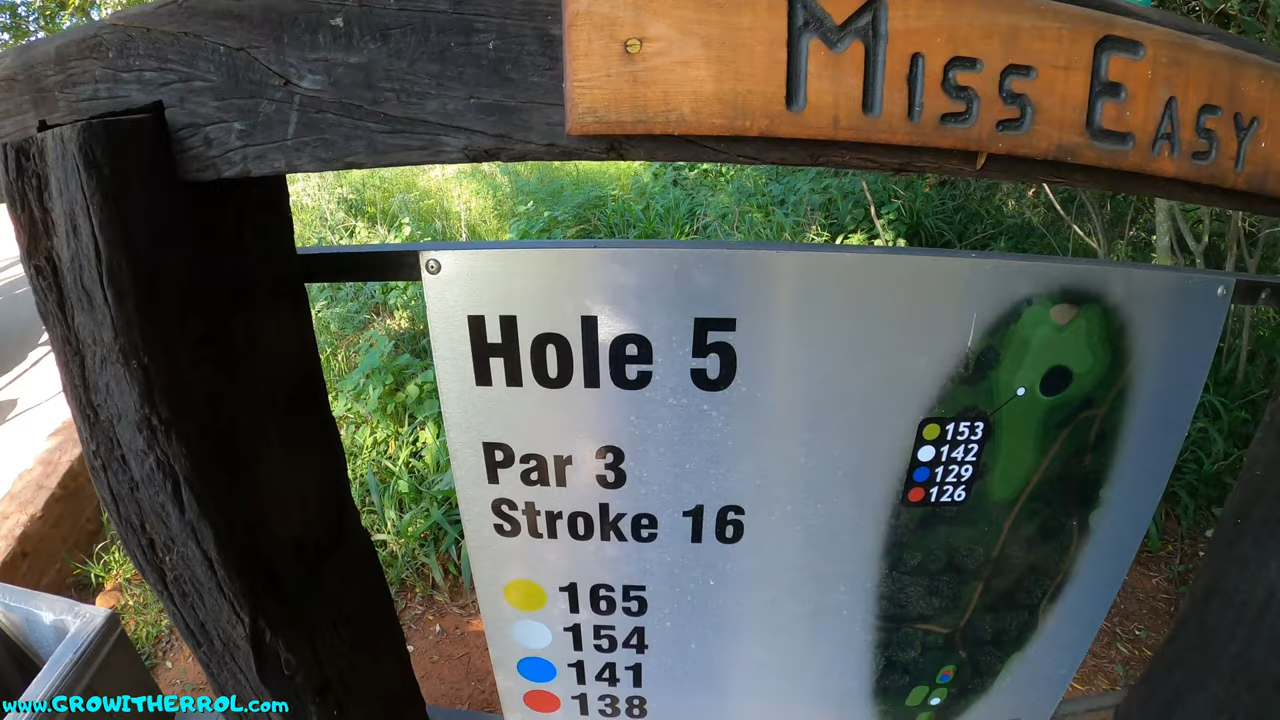 MISS EASY
Hole 5
Par 3
Stroke 16
165
154
141
138
153
142
129
126
www.GROWITHERROL.com